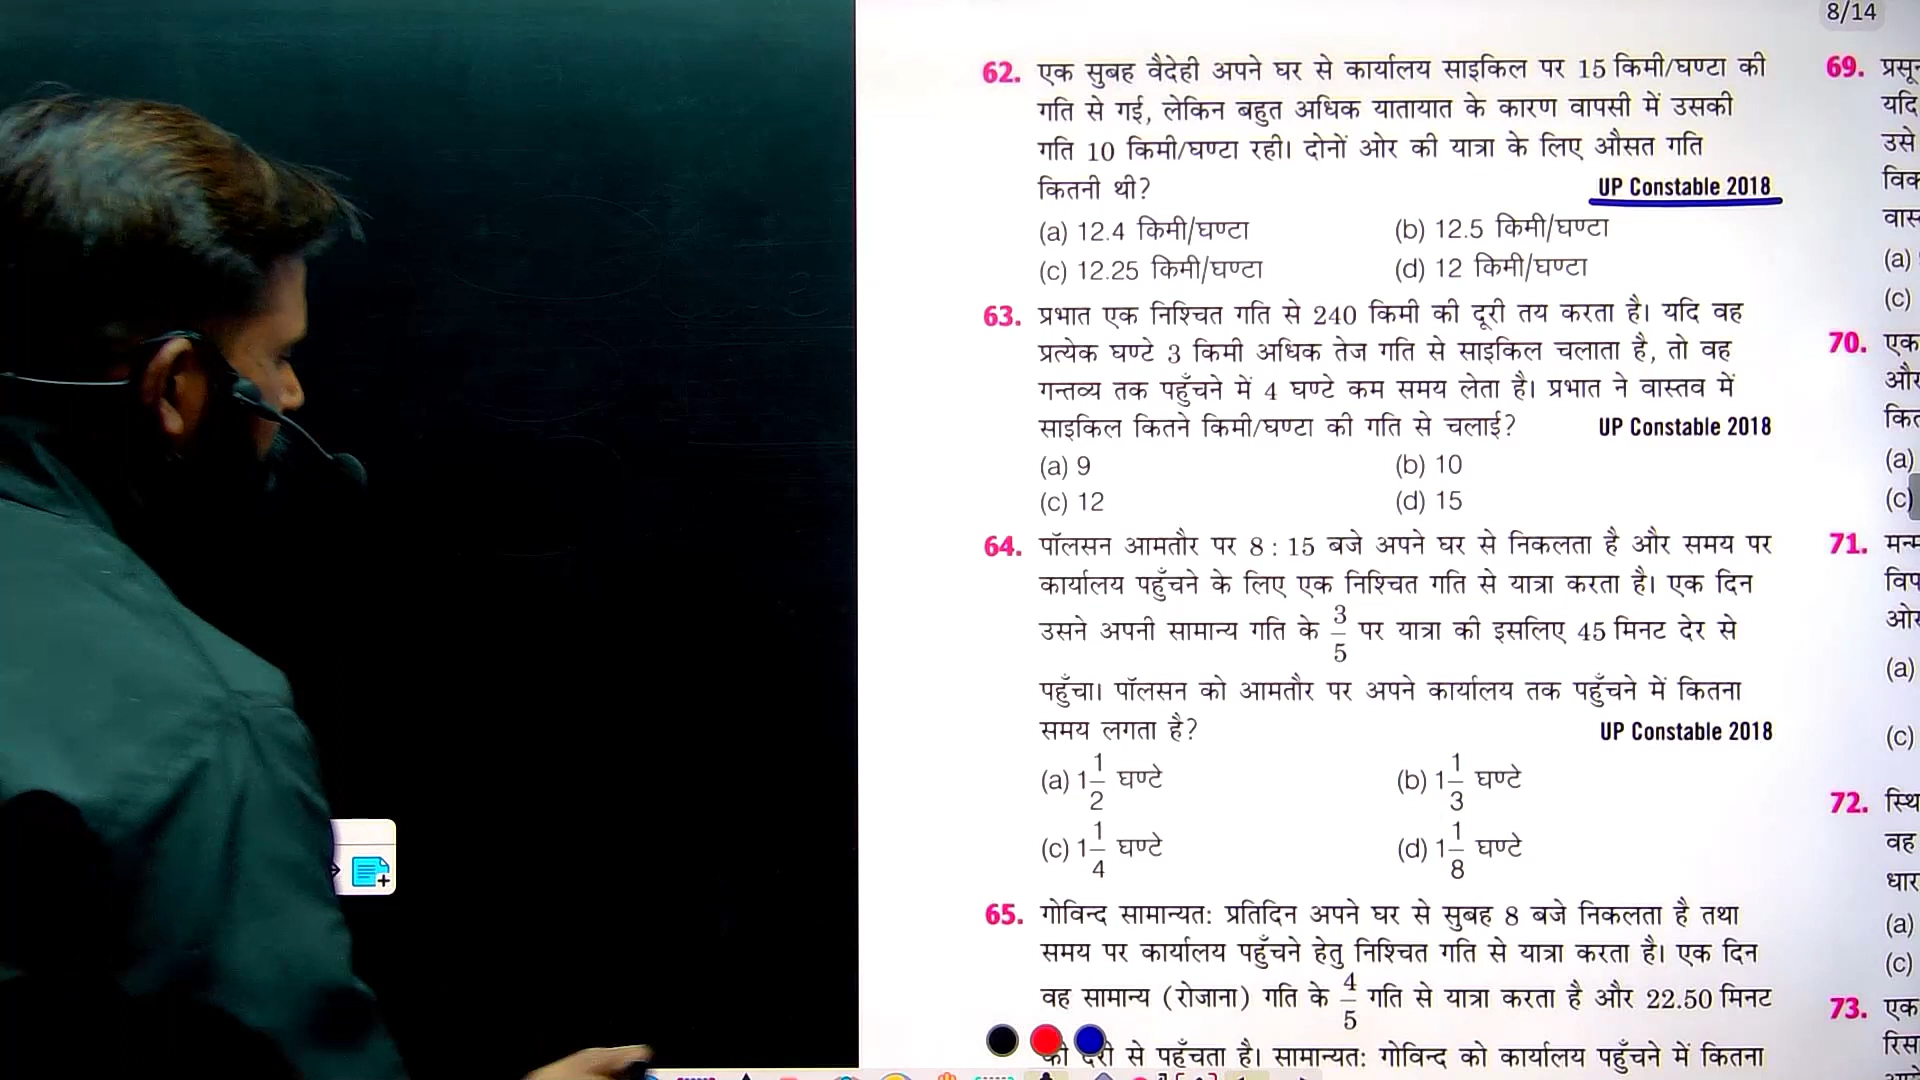 8/14
62. एक सुबह वैदेही अपने घर से कार्यालय साइकिल पर 15 किमी/घण्टा की
गति से गई, लेकिन बहुत अधिक यातायात के कारण वापसी में उसकी
गति 10 किमी/घण्टा रही। दोनों ओर की यात्रा के लिए औसत गति
कितनी थी? UP Constable 2018
(a) 12.4 किमी/घण्टा (b) 12.5 किमी/घण्टा
(c) 12.25 किमी/घण्टा (d) 12 किमी/घण्टा
63. प्रभात एक निश्चित गति से 240 किमी की दूरी तय करता है। यदि वह
प्रत्येक घण्टे 3 किमी अधिक तेज गति से साइकिल चलाता है, तो वह
गन्तव्य तक पहुँचने में 4 घण्टे कम समय लेता है। प्रभात ने वास्तव में
साइकिल कितने किमी/घण्टा की गति से चलाई? UP Constable 2018
(a) 9 (b) 10
(c) 12 (d) 15
64. पॉलसन आमतौर पर 8 : 15 बजे अपने घर से निकलता है और समय पर
कार्यालय पहुँचने के लिए एक निश्चित गति से यात्रा करता है। एक दिन
उसने अपनी सामान्य गति के 3/5 पर यात्रा की इसलिए 45 मिनट देर से
पहुँचा। पॉलसन को आमतौर पर अपने कार्यालय तक पहुँचने में कितना
समय लगता है? UP Constable 2018
(a) 1 1/2 घण्टे (b) 1 1/3 घण्टे
(c) 1 1/4 घण्टे (d) 1 1/8 घण्टे
65. गोविन्द सामान्यत: प्रतिदिन अपने घर से सुबह 8 बजे निकलता है तथा
समय पर कार्यालय पहुँचने हेतु निश्चित गति से यात्रा करता है। एक दिन
वह सामान्य (रोजाना) गति के 4/5 गति से यात्रा करता है और 22.50 मिनट
की देरी से पहुँचता है। सामान्यत: गोविन्द को कार्यालय पहुँचने में कितना
69.
यदि
उसे
(a)
(c)
70. एक
और
(a)
(c)
71.
(a)
(c)
72.
वह
(a)
(c)
73. एक